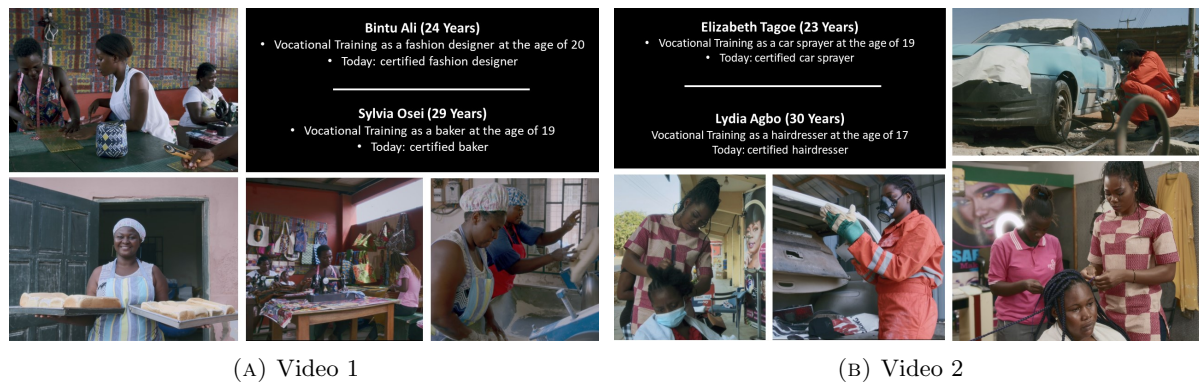 Bintu Ali (24 Years)
• Vocational Training as a fashion designer at the age of 20
• Today: certified fashion designer
Sylvia Osei (29 Years)
• Vocational Training as a baker at the age of 19
• Today: certified baker
Elizabeth Tagoe (23 Years)
• Vocational Training as a car sprayer at the age of 19
• Today: certified car sprayer
Lydia Agbo (30 Years)
Vocational Training as a hairdresser at the age of 17
Today: certified hairdresser
SAF
(A) Video 1
(B) Video 2